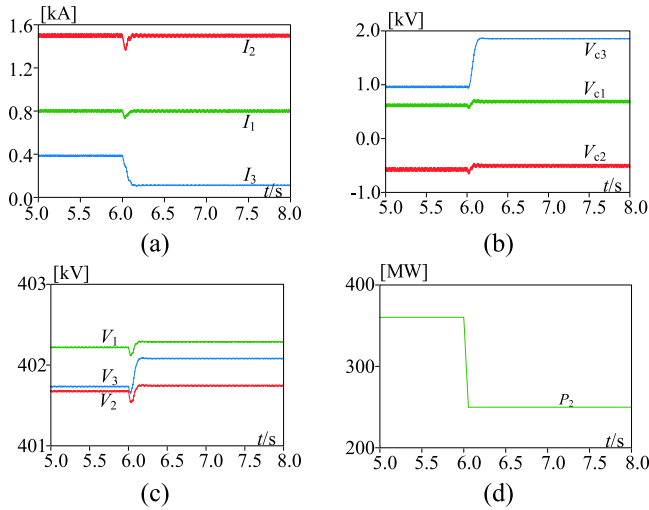 [kA]
1.6
1.2
0.8
0.4
0.0
I2
I1
I3
t/s
5.0 5.5 6.0 6.5 7.0 7.5 8.0
(a)
[kV]
2.0
1.0
0.0
-1.0
Vc3
Vc1
Vc2
t/s
5.0 5.5 6.0 6.5 7.0 7.5 8.0
(b)
[kV]
403
402
401
V1
V3
V2
t/s
5.0 5.5 6.0 6.5 7.0 7.5 8.0
(c)
[MW]
400
300
200
P2
t/s
5.0 5.5 6.0 6.5 7.0 7.5 8.0
(d)